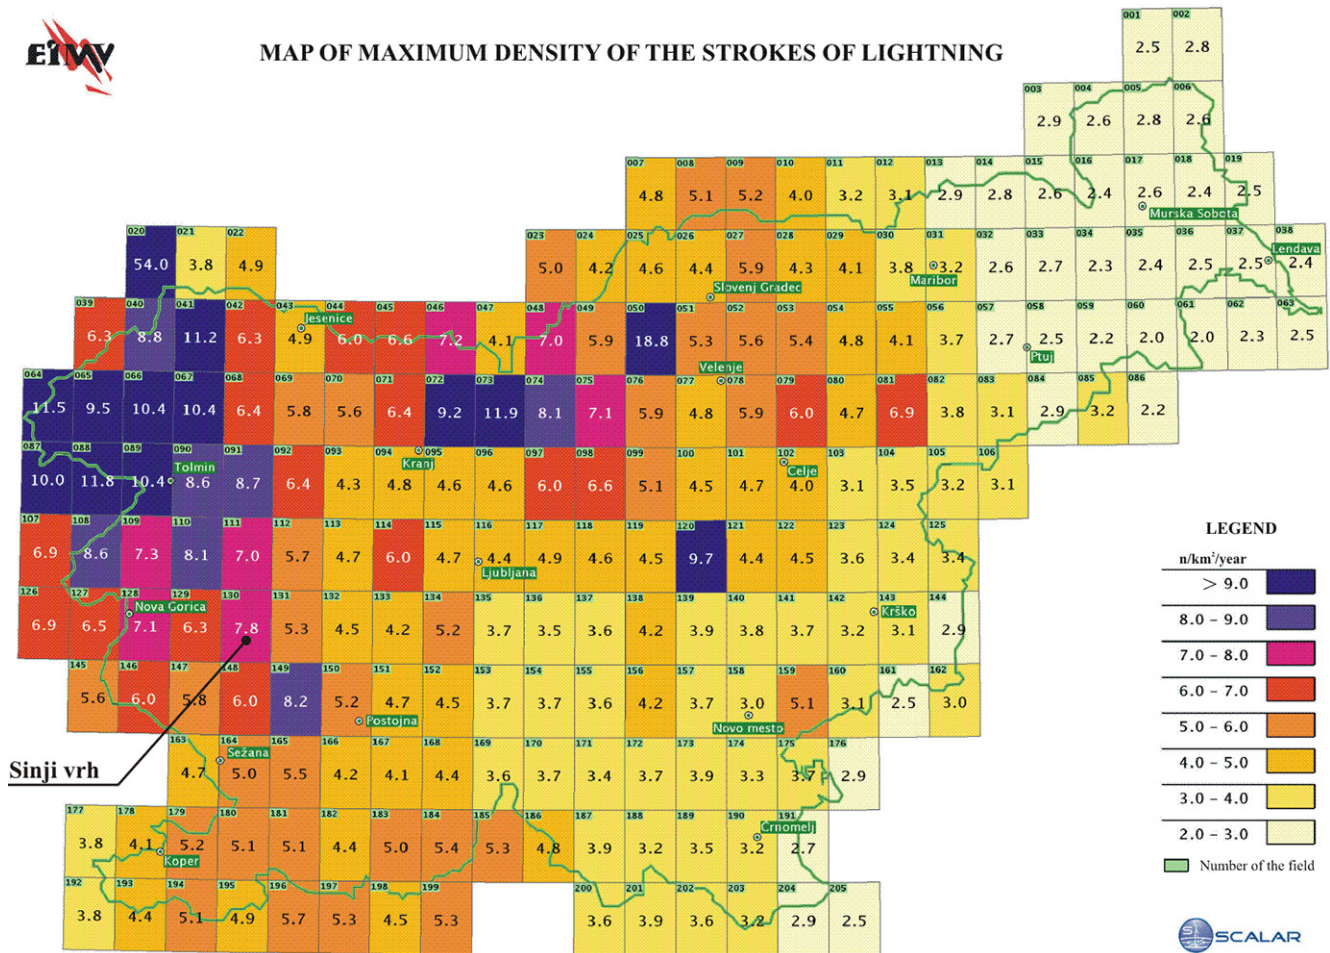 EIMV
MAP OF MAXIMUM DENSITY OF THE STROKES OF LIGHTNING
001 002
2.5 2.8
003 004 005 006
2.9 2.6 2.8 2.6
007 008 009 010 011 012 013 014 015 016 017 018 019
4.8 5.1 5.2 4.0 3.2 3.1 2.9 2.8 2.6 2.4 2.6 2.4 2.5
Murska Sobota
020 021 022 023 024 025 026 027 028 029 030 031 032 033 034 035 036 037 038
Lendava
54.0 3.8 4.9 5.0 4.2 4.6 4.4 5.9 4.3 4.1 3.8 3.2 2.6 2.7 2.3 2.4 2.5 2.5 2.4
Maribor
Slovenj Gradec
039 040 041 042 043 044 045 046 047 048 049 050 051 052 053 054 055 056 057 058 059 060 061 062 063
Jesenice
6.3 8.8 11.2 6.3 4.9 6.0 6.6 7.2 4.1 7.0 5.9 18.8 5.3 5.6 5.4 4.8 4.1 3.7 2.7 2.5 2.2 2.0 2.0 2.3 2.5
Ptuj
Velenje
064 065 066 067 068 069 070 071 072 073 074 075 076 077 078 079 080 081 082 083 084 085 086
11.5 9.5 10.4 10.4 6.4 5.8 5.6 6.4 9.2 11.9 8.1 7.1 5.9 4.8 5.9 6.0 4.7 6.9 3.8 3.1 2.9 3.2 2.2
087 088 089 090 091 092 093 094 095 096 097 098 099 100 101 102 103 104 105 106
Tolmin
Kranj
Celje
10.0 11.8 10.4 8.6 8.7 6.4 4.3 4.8 4.6 4.6 6.0 6.6 5.1 4.5 4.7 4.0 3.1 3.5 3.2 3.1
107 108 109 110 111 112 113 114 115 116 117 118 119 120 121 122 123 124 125
6.9 8.6 7.3 8.1 7.0 5.7 4.7 6.0 4.7 4.4 4.9 4.6 4.5 9.7 4.4 4.5 3.6 3.4 3.4
Ljubljana
126 127 128 129 130 131 132 133 134 135 136 137 138 139 140 141 142 143 144
Nova Gorica
Krško
6.9 6.5 7.1 6.3 7.8 5.3 4.5 4.2 5.2 3.7 3.5 3.6 4.2 3.9 3.8 3.7 3.2 3.1 2.9
145 146 147 148 149 150 151 152 153 154 155 156 157 158 159 160 161 162
5.6 6.0 5.8 6.0 8.2 5.2 4.7 4.5 3.7 3.7 3.6 4.2 3.7 3.0 5.1 3.1 2.5 3.0
Postojna
Novo mesto
163 164 165 166 167 168 169 170 171 172 173 174 175 176
Sežana
4.7 5.0 5.5 4.2 4.1 4.4 3.6 3.7 3.4 3.7 3.9 3.3 3.7 2.9
Sinji vrh
177 178 179 180 181 182 183 184 185 186 187 188 189 190 191
Črnomelj
3.8 4.1 5.2 5.1 5.1 4.4 5.0 5.4 5.3 4.8 3.9 3.2 3.5 3.2 2.7
Koper
192 193 194 195 196 197 198 199 200 201 202 203 204 205
3.8 4.4 5.1 4.9 5.7 5.3 4.5 5.3 3.6 3.9 3.6 3.2 2.9 2.5
LEGEND
n/km²/year
> 9.0
8.0 – 9.0
7.0 – 8.0
6.0 – 7.0
5.0 – 6.0
4.0 – 5.0
3.0 – 4.0
2.0 – 3.0
Number of the field
SCALAR